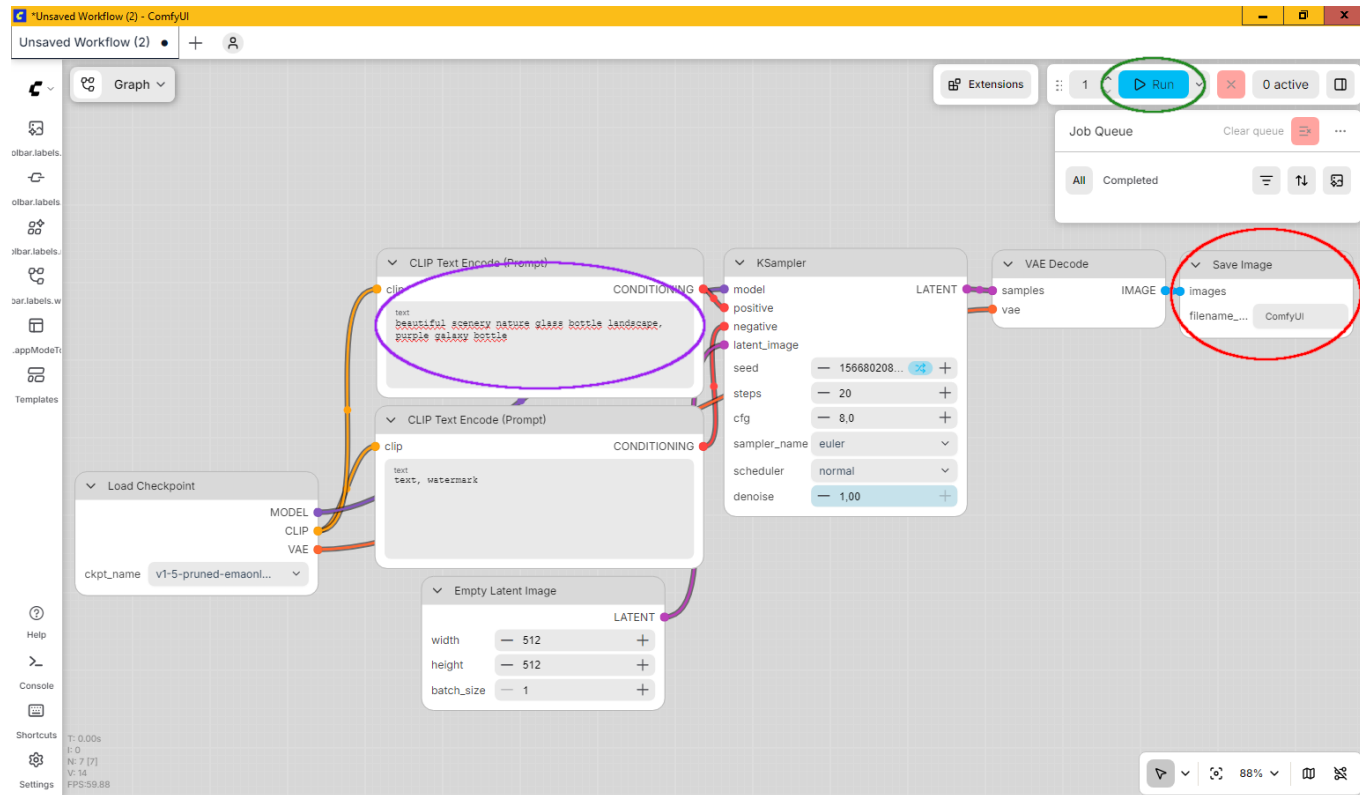 *Unsaved Workflow (2) - ComfyUI
Unsaved Workflow (2)
Graph
Extensions
1
Run
0 active
Job Queue
Clear queue
All
Completed
olbar.labels.
olbar.labels
olbar.labels.
bar.labels.w
.appModeTo
Templates
Help
Console
Shortcuts
Settings
CLIP Text Encode (Prompt)
clip
CONDITIONING
text
beautiful scenery nature glass bottle landscape,
purple galaxy bottle
CLIP Text Encode (Prompt)
clip
CONDITIONING
text
text, watermark
Load Checkpoint
MODEL
CLIP
VAE
ckpt_name v1-5-pruned-emaonl...
Empty Latent Image
LATENT
width 512
height 512
batch_size 1
KSampler
model LATENT
positive
negative
latent_image
seed 156680208...
steps 20
cfg 8,0
sampler_name euler
scheduler normal
denoise 1,00
VAE Decode
samples IMAGE
vae
Save Image
images
filename_... ComfyUI
T: 0.00s
I: 0
N: 7 [7]
V: 14
FPS:59.88
88%